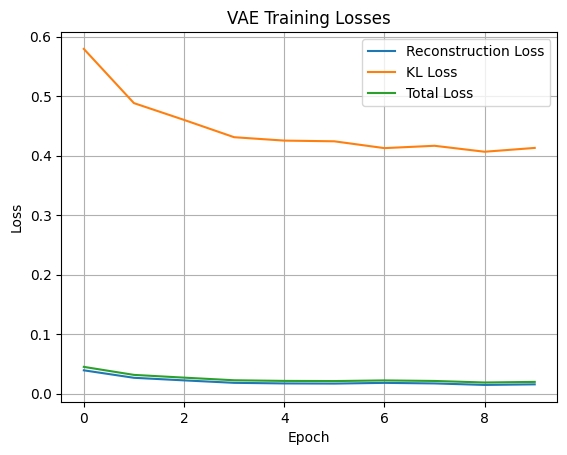 VAE Training Losses
Reconstruction Loss
KL Loss
Total Loss
0.6
0.5
0.4
0.3
0.2
0.1
0.0
Loss
0 2 4 6 8
Epoch